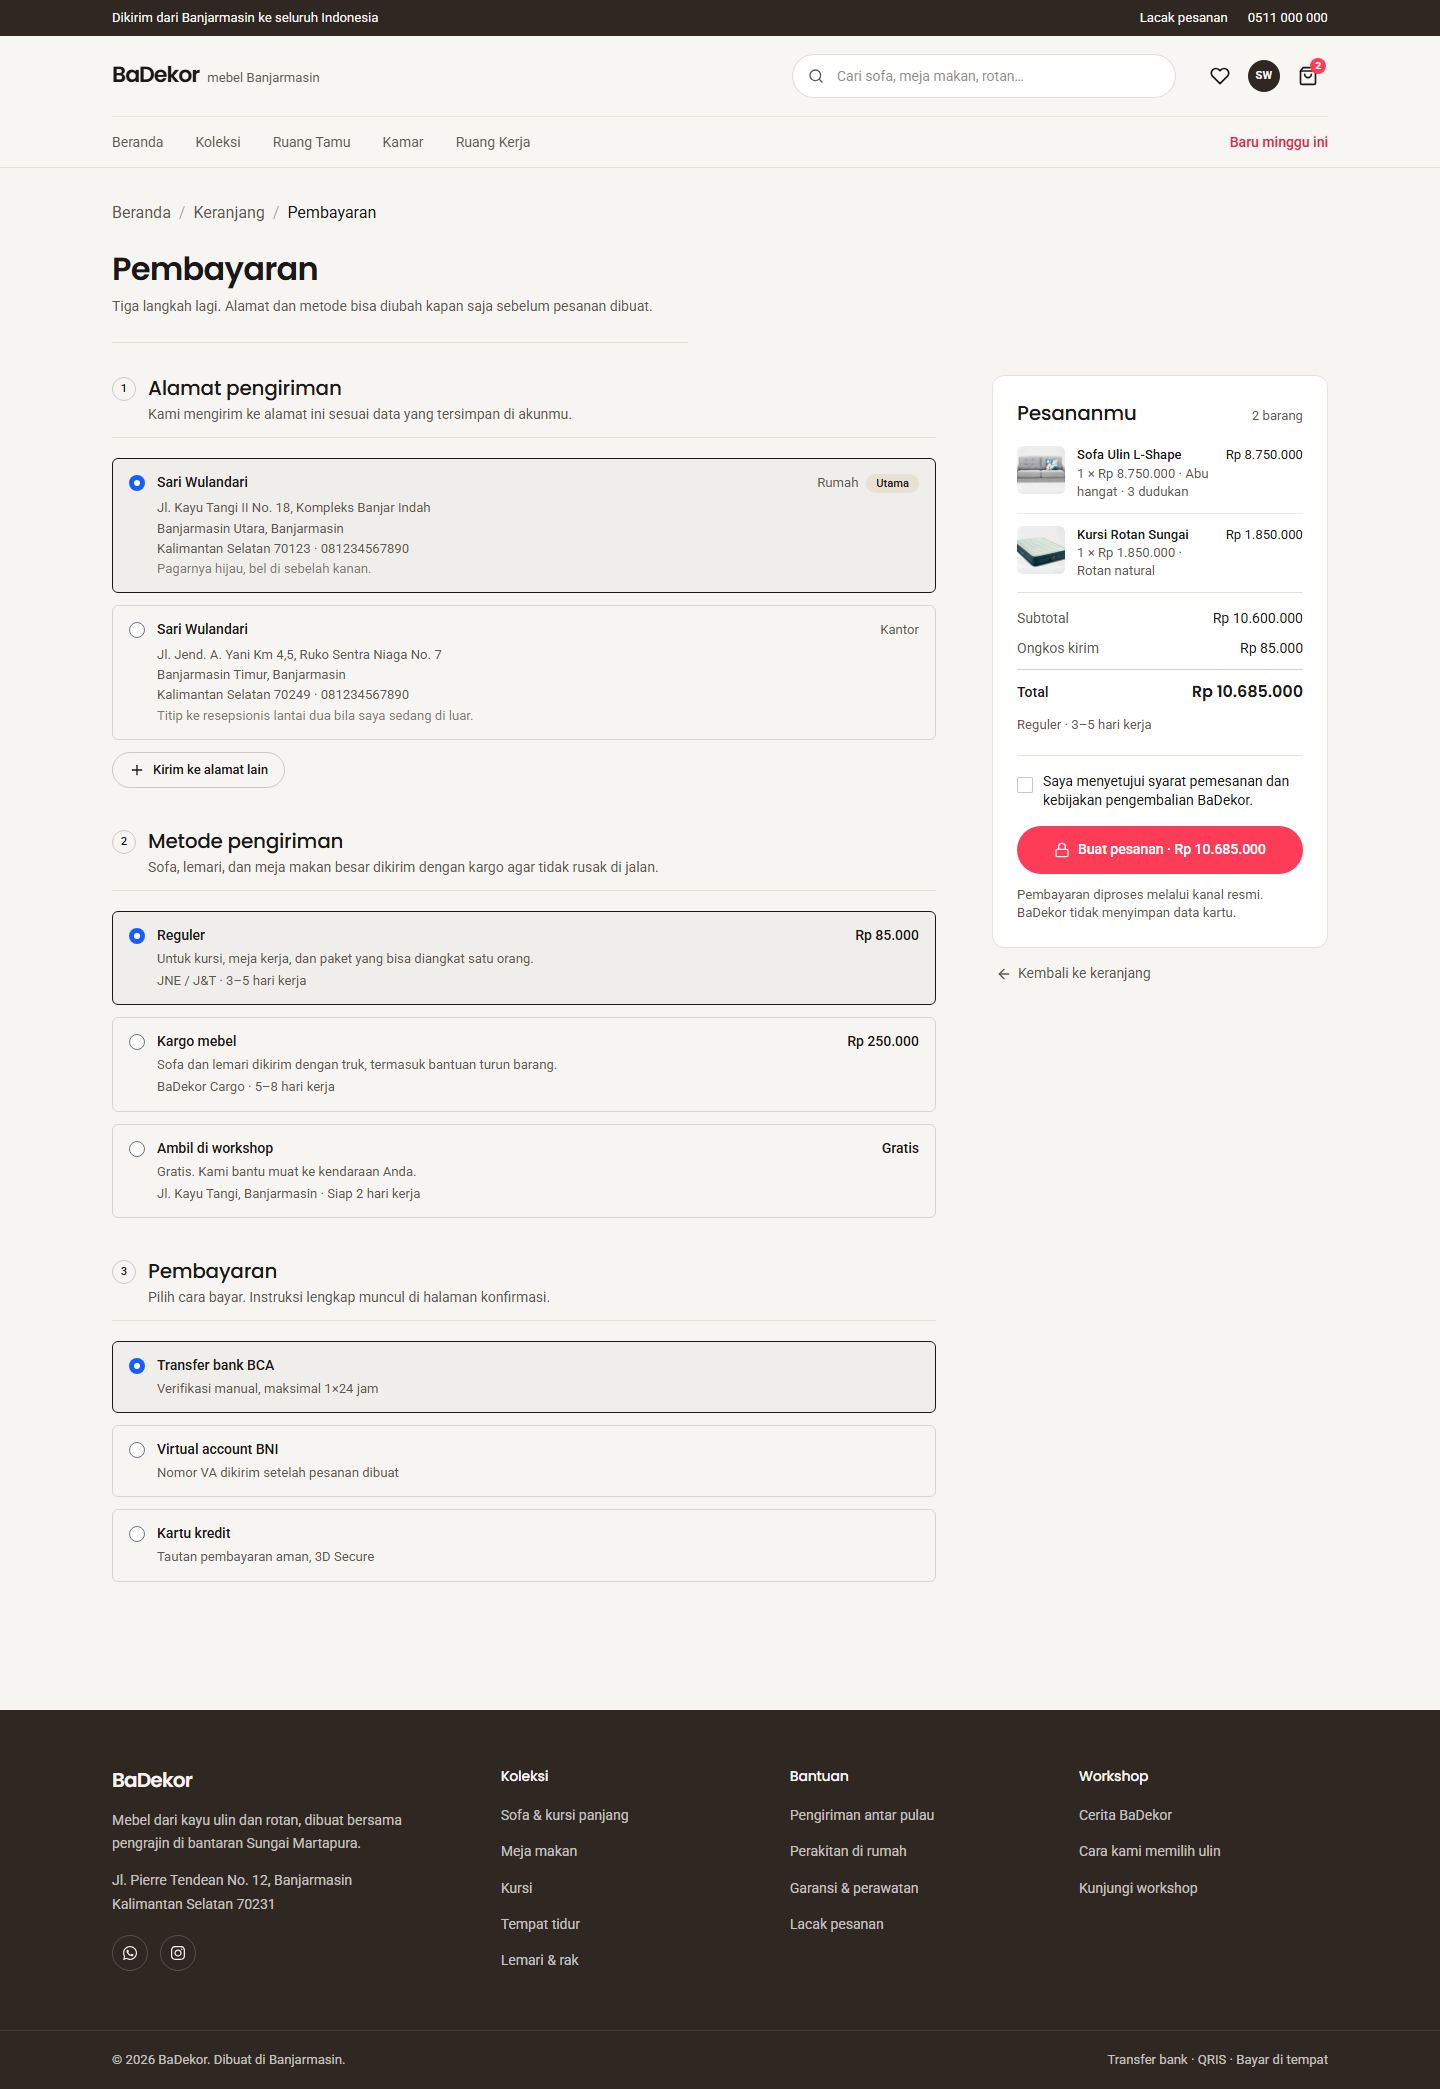 Dikirim dari Banjarmasin ke seluruh Indonesia
Lacak pesanan
0511 000 000
BaDekor mebel Banjarmasin
Cari sofa, meja makan, rotan...
SW
2
Beranda
Koleksi
Ruang Tamu
Kamar
Ruang Kerja
Baru minggu ini
Beranda / Keranjang / Pembayaran
Pembayaran
Tiga langkah lagi. Alamat dan metode bisa diubah kapan saja sebelum pesanan dibuat.
1 Alamat pengiriman
Kami mengirim ke alamat ini sesuai data yang tersimpan di akunmu.
Sari Wulandari
Rumah Utama
Jl. Kayu Tangi II No. 18, Kompleks Banjar Indah
Banjarmasin Utara, Banjarmasin
Kalimantan Selatan 70123 · 081234567890
Pagarnya hijau, bel di sebelah kanan.
Sari Wulandari
Kantor
Jl. Jend. A. Yani Km 4,5, Ruko Sentra Niaga No. 7
Banjarmasin Timur, Banjarmasin
Kalimantan Selatan 70249 · 081234567890
Titip ke resepsionis lantai dua bila saya sedang di luar.
Kirim ke alamat lain
2 Metode pengiriman
Sofa, lemari, dan meja makan besar dikirim dengan kargo agar tidak rusak di jalan.
Reguler
Rp 85.000
Untuk kursi, meja kerja, dan paket yang bisa diangkat satu orang.
JNE / J&T · 3–5 hari kerja
Kargo mebel
Rp 250.000
Sofa dan lemari dikirim dengan truk, termasuk bantuan turun barang.
BaDekor Cargo · 5–8 hari kerja
Ambil di workshop
Gratis
Gratis. Kami bantu muat ke kendaraan Anda.
Jl. Kayu Tangi, Banjarmasin · Siap 2 hari kerja
3 Pembayaran
Pilih cara bayar. Instruksi lengkap muncul di halaman konfirmasi.
Transfer bank BCA
Verifikasi manual, maksimal 1×24 jam
Virtual account BNI
Nomor VA dikirim setelah pesanan dibuat
Kartu kredit
Tautan pembayaran aman, 3D Secure
Pesananmu
2 barang
Sofa Ulin L-Shape
Rp 8.750.000
1 × Rp 8.750.000 · Abu
hangat · 3 dudukan
Kursi Rotan Sungai
Rp 1.850.000
1 × Rp 1.850.000 ·
Rotan natural
Subtotal
Rp 10.600.000
Ongkos kirim
Rp 85.000
Total
Rp 10.685.000
Reguler · 3–5 hari kerja
Saya menyetujui syarat pemesanan dan
kebijakan pengembalian BaDekor.
Buat pesanan · Rp 10.685.000
Pembayaran diproses melalui kanal resmi.
BaDekor tidak menyimpan data kartu.
Kembali ke keranjang
BaDekor
Mebel dari kayu ulin dan rotan, dibuat bersama
pengrajin di bantaran Sungai Martapura.
Jl. Pierre Tendean No. 12, Banjarmasin
Kalimantan Selatan 70231
Koleksi
Sofa & kursi panjang
Meja makan
Kursi
Tempat tidur
Lemari & rak
Bantuan
Pengiriman antar pulau
Perakitan di rumah
Garansi & perawatan
Lacak pesanan
Workshop
Cerita BaDekor
Cara kami memilih ulin
Kunjungi workshop
© 2026 BaDekor. Dibuat di Banjarmasin.
Transfer bank · QRIS · Bayar di tempat